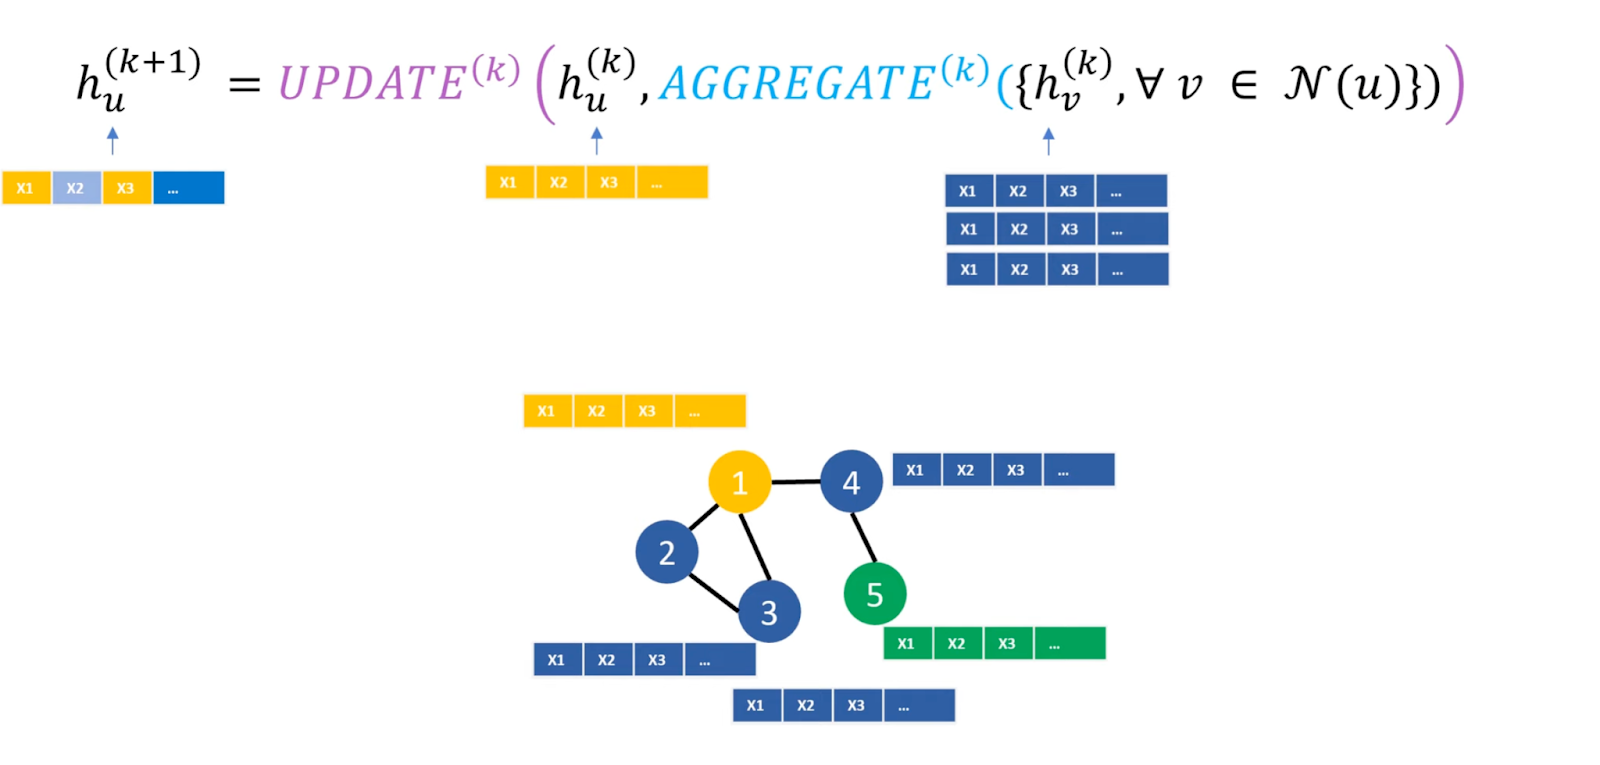 h_u^(k+1) = UPDATE^(k) (h_u^(k), AGGREGATE^(k) ({h_v^(k), ∀ v ∈ 𝒩(u)}))
X1 X2 X3 ...
X1 X2 X3 ...
X1 X2 X3 ...
X1 X2 X3 ...
X1 X2 X3 ...
X1 X2 X3 ...
1
4
X1 X2 X3 ...
2
5
3
X1 X2 X3 ...
X1 X2 X3 ...
X1 X2 X3 ...